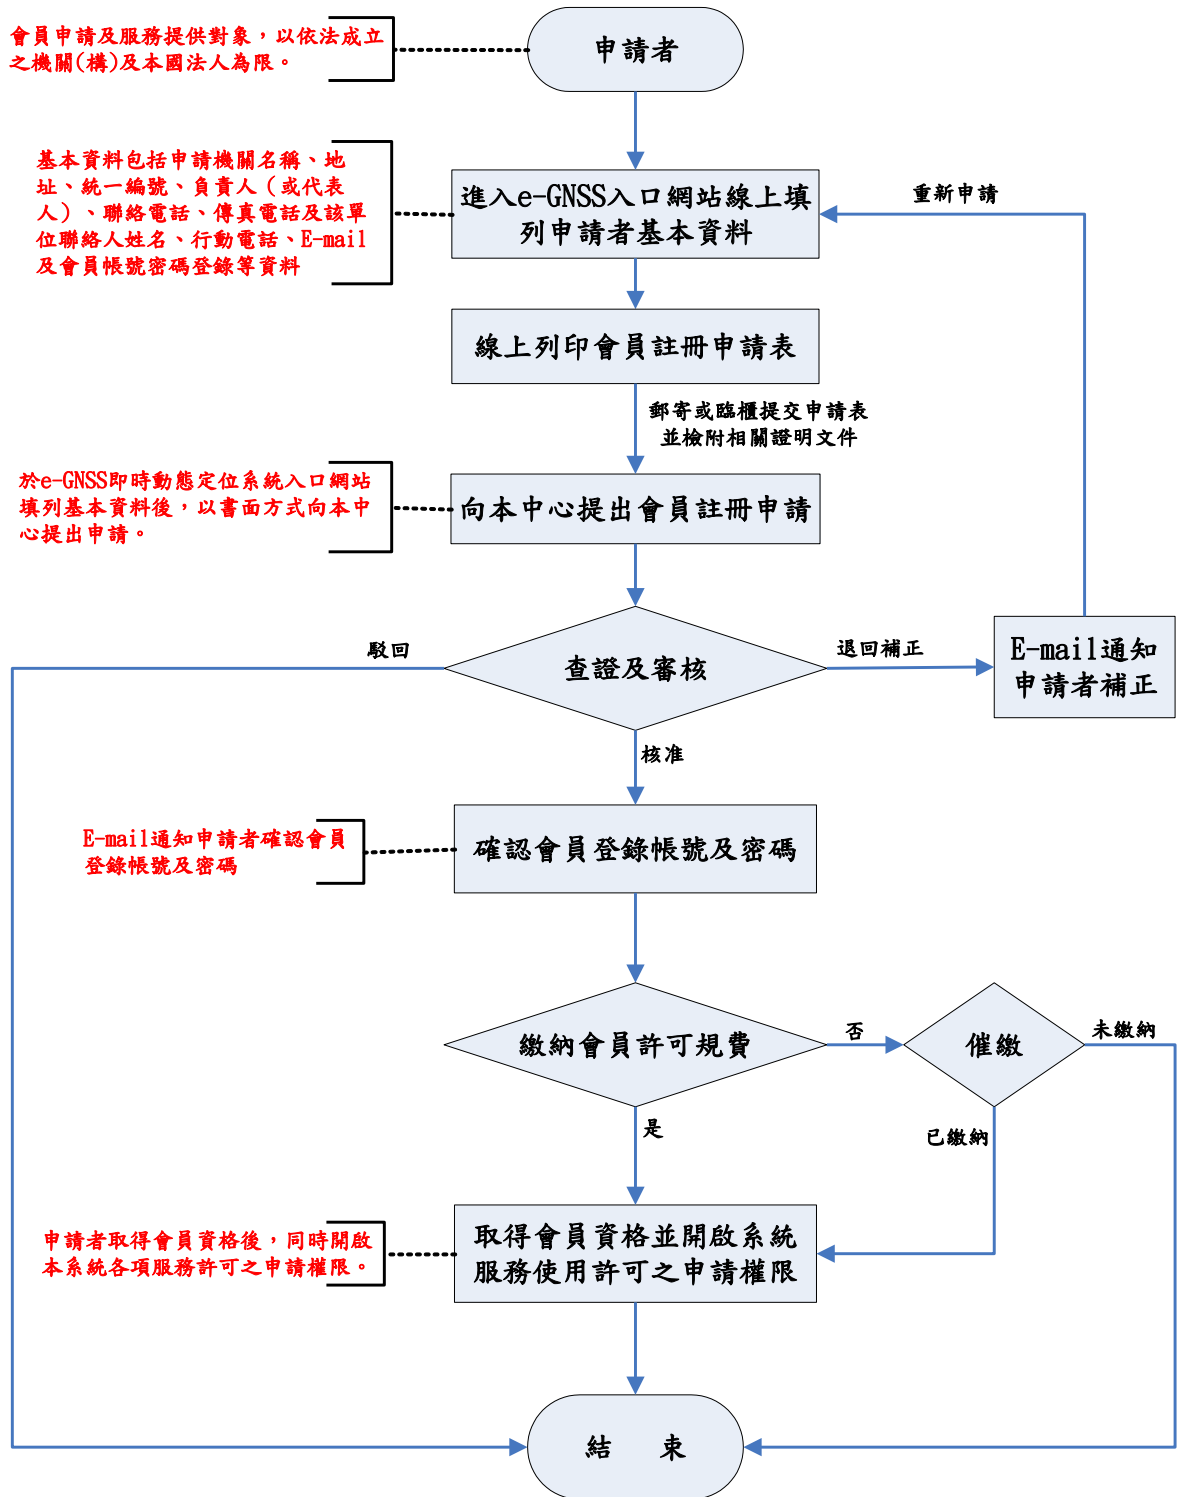 會員申請及服務提供對象，以依法成立
之機關(構)及本國法人為限。
申請者
基本資料包括申請機關名稱、地
址、統一編號、負責人（或代表
人）、聯絡電話、傳真電話及該單
位聯絡人姓名、行動電話、E-mail
及會員帳號密碼登錄等資料
進入e-GNSS入口網站線上填
列申請者基本資料
重新申請
線上列印會員註冊申請表
郵寄或臨櫃提交申請表
並檢附相關證明文件
於e-GNSS即時動態定位系統入口網站
填列基本資料後，以書面方式向本中
心提出申請。
向本中心提出會員註冊申請
駁回
查證及審核
退回補正
E-mail通知
申請者補正
核准
E-mail通知申請者確認會員
登錄帳號及密碼
確認會員登錄帳號及密碼
繳納會員許可規費
否
催繳
未繳納
是
已繳納
申請者取得會員資格後，同時開啟
本系統各項服務許可之申請權限。
取得會員資格並開啟系統
服務使用許可之申請權限
結　束